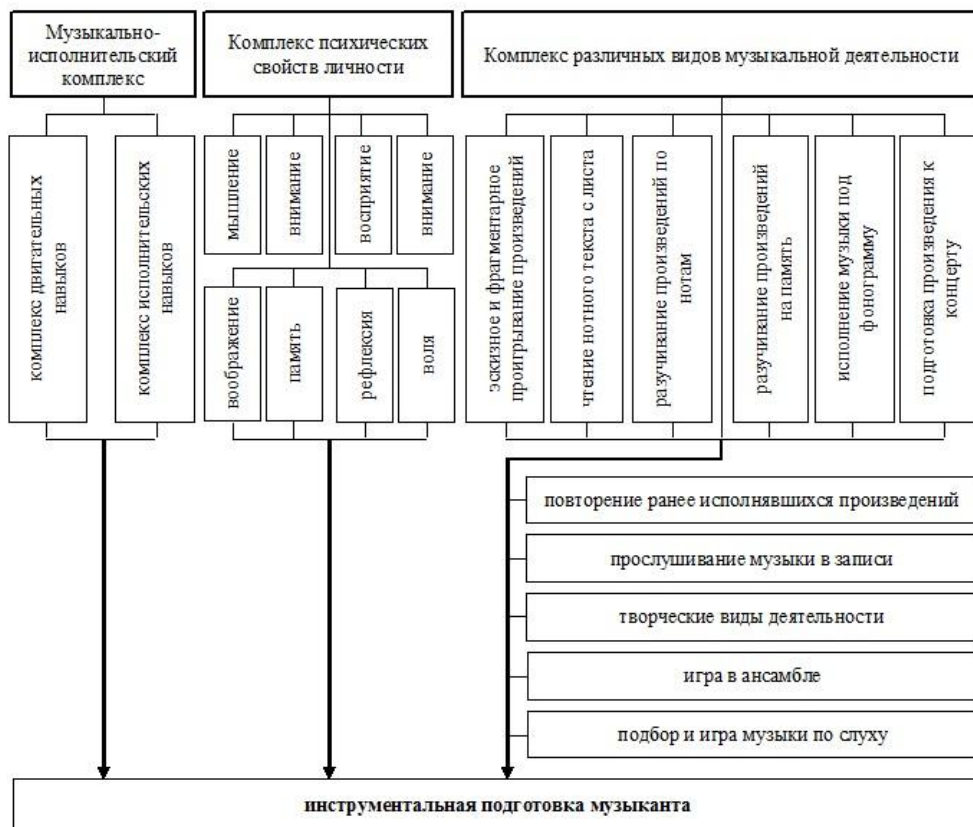 Музыкально-
исполнительский
комплекс
Комплекс психических
свойств личности
Комплекс различных видов музыкальной деятельности
комплекс двигательных
навыков
комплекс исполнительских
навыков
мышление
внимание
восприятие
внимание
воображение
память
рефлексия
воля
эскизное и фрагментарное
проигрывание произведений
чтение нотного текста с листа
разучивание произведений по
нотам
разучивание произведений
на память
исполнение музыки под
фонограмму
подготовка произведения к
концерту
повторение ранее исполнявшихся произведений
прослушивание музыки в записи
творческие виды деятельности
игра в ансамбле
подбор и игра музыки по слуху
инструментальная подготовка музыканта